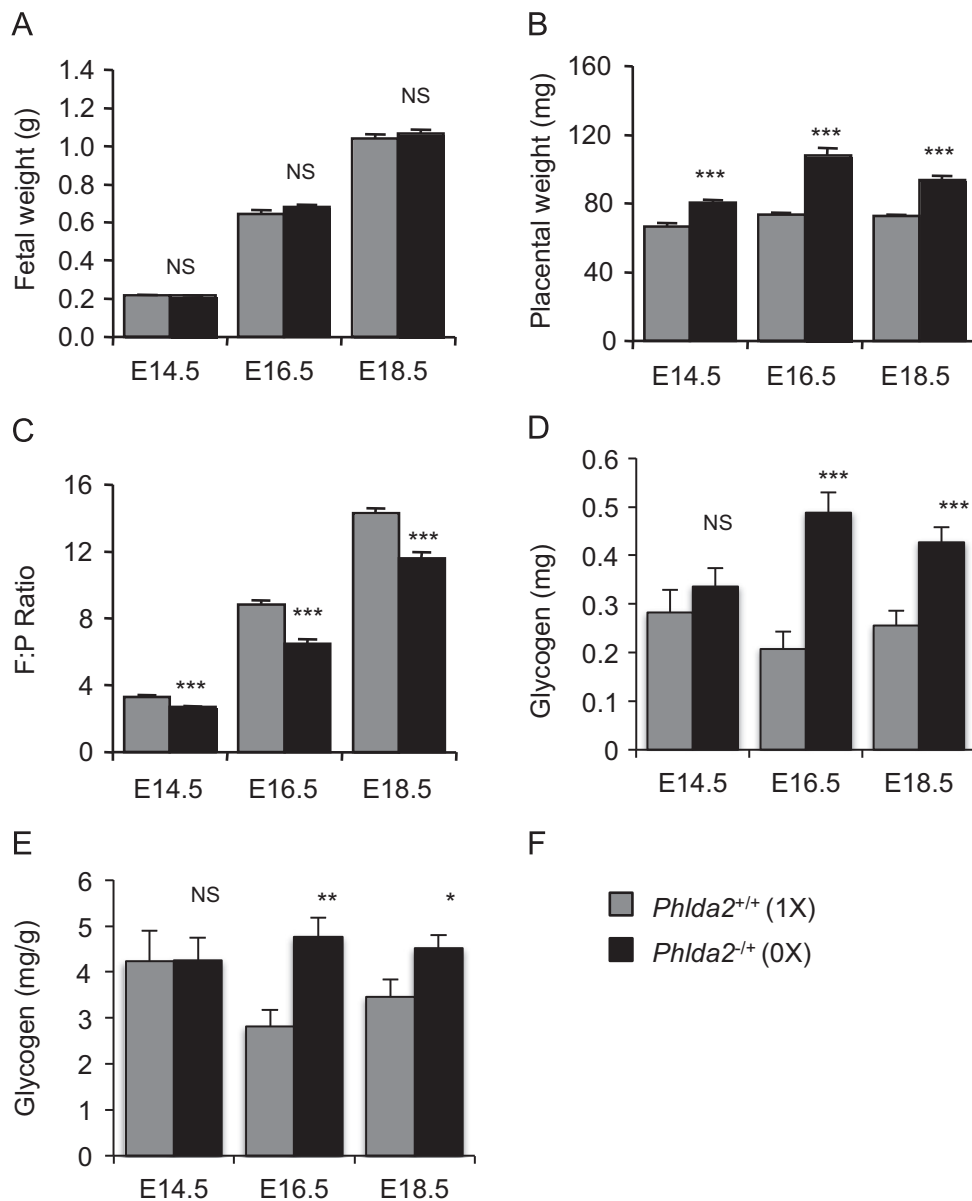 A
Fetal weight (g)
1.4
1.2
1.0
0.8
0.6
0.4
0.2
0.0
NS
NS
NS
E14.5 E16.5 E18.5
B
Placental weight (mg)
160
120
80
40
0
***
***
***
E14.5 E16.5 E18.5
C
F:P Ratio
16
12
8
4
0
***
***
***
E14.5 E16.5 E18.5
D
Glycogen (mg)
0.6
0.5
0.4
0.3
0.2
0.1
0
NS
***
***
E14.5 E16.5 E18.5
E
Glycogen (mg/g)
6
5
4
3
2
1
0
NS
**
*
E14.5 E16.5 E18.5
F
Phlda2+/+ (1X)
Phlda2-/+ (0X)